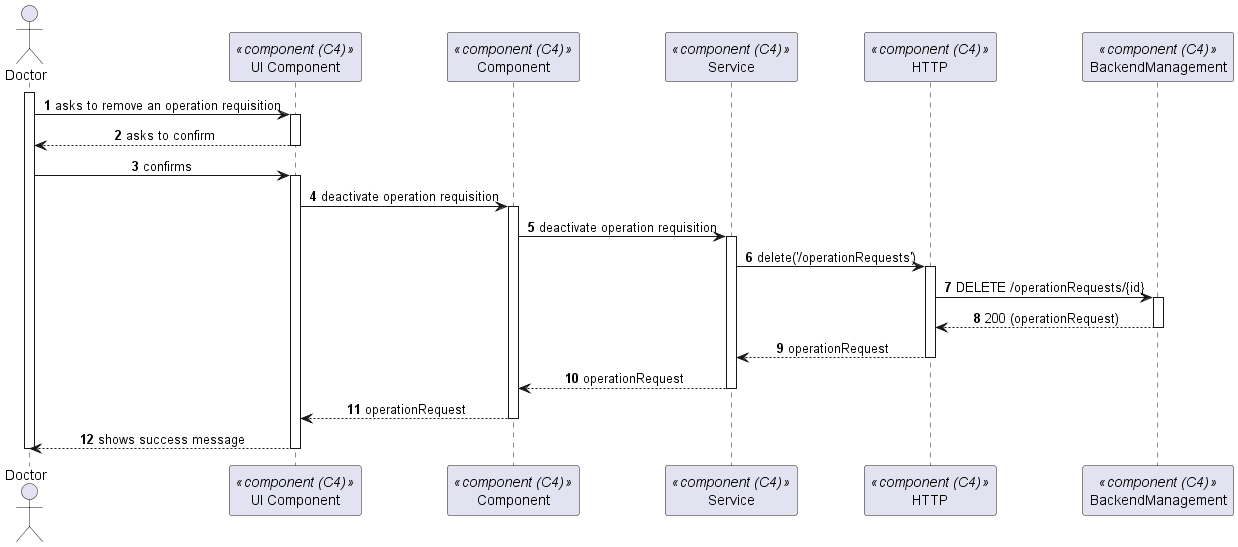 Doctor
«component (C4)»
UI Component
«component (C4)»
Component
«component (C4)»
Service
«component (C4)»
HTTP
«component (C4)»
BackendManagement
1 asks to remove an operation requisition
2 asks to confirm
3 confirms
4 deactivate operation requisition
5 deactivate operation requisition
6 delete('/operationRequests')
7 DELETE /operationRequests/{id}
8 200 (operationRequest)
9 operationRequest
10 operationRequest
11 operationRequest
12 shows success message
Doctor
«component (C4)»
UI Component
«component (C4)»
Component
«component (C4)»
Service
«component (C4)»
HTTP
«component (C4)»
BackendManagement